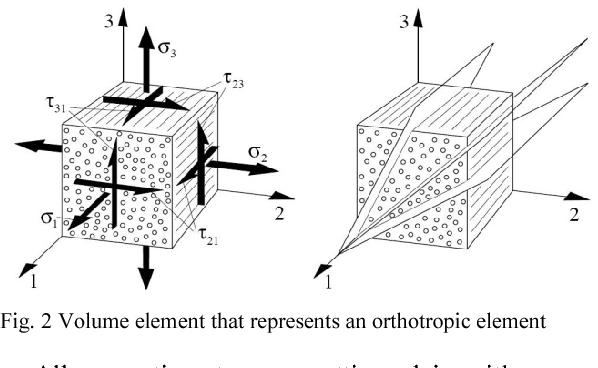 3
σ3
τ23
τ31
σ2
2
σ1
τ21
1
3
2
1
Fig. 2 Volume element that represents an orthotropic element